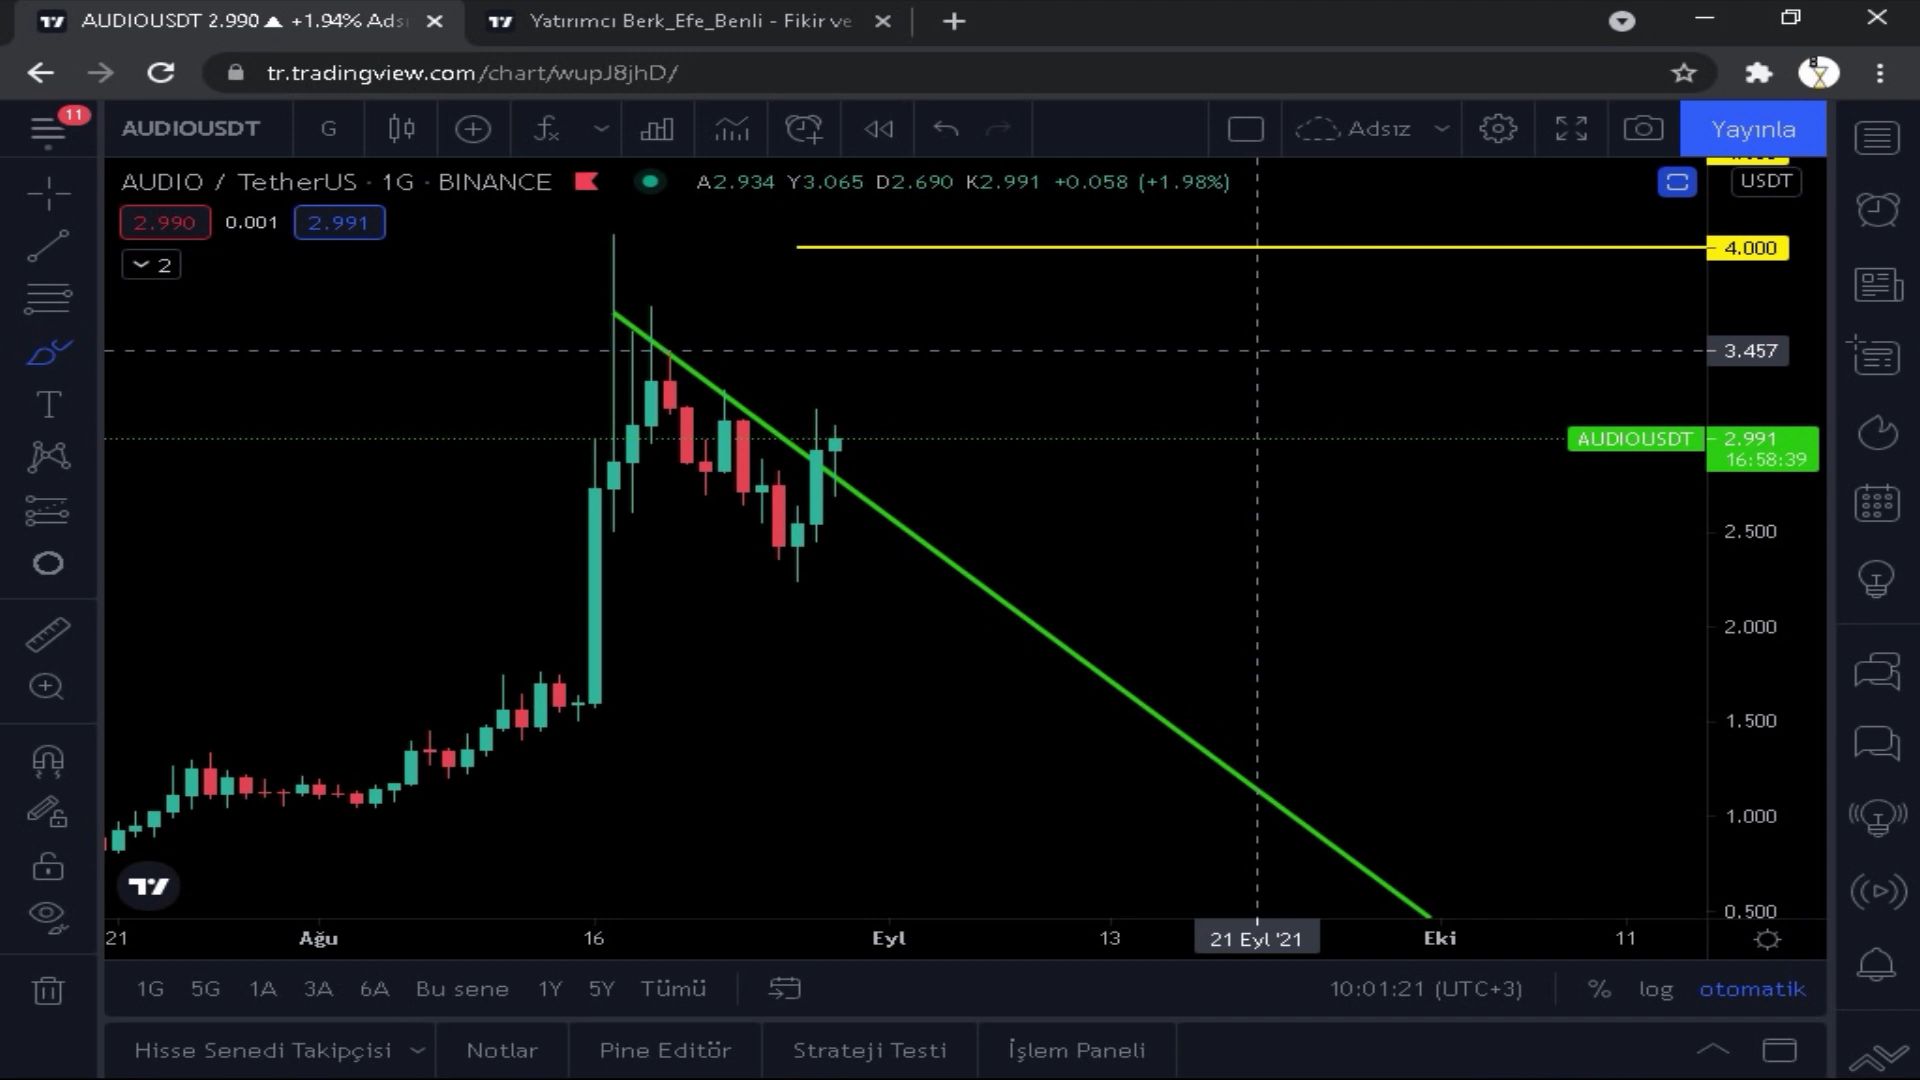 AUDIOUSDT 2.990 ▲ +1.94% Adsı
Yatırımcı Berk_Efe_Benli - Fikir ve
tr.tradingview.com/chart/wupJ8jhD/
11
AUDIOUSDT
G
Adsız
Yayınla
AUDIO / TetherUS · 1G · BINANCE
A2.934 Y3.065 D2.690 K2.991 +0.058 (+1.98%)
USDT
2.990 0.001 2.991
2
4.000
3.457
AUDIOUSDT 2.991
16:58:39
2.500
2.000
1.500
1.000
0.500
21 Ağu 16 Eyl 13 21 Eyl '21 Eki 11
1G 5G 1A 3A 6A Bu sene 1Y 5Y Tümü 10:01:21 (UTC+3) % log otomatik
Hisse Senedi Takipçisi Notlar Pine Editör Strateji Testi İşlem Paneli